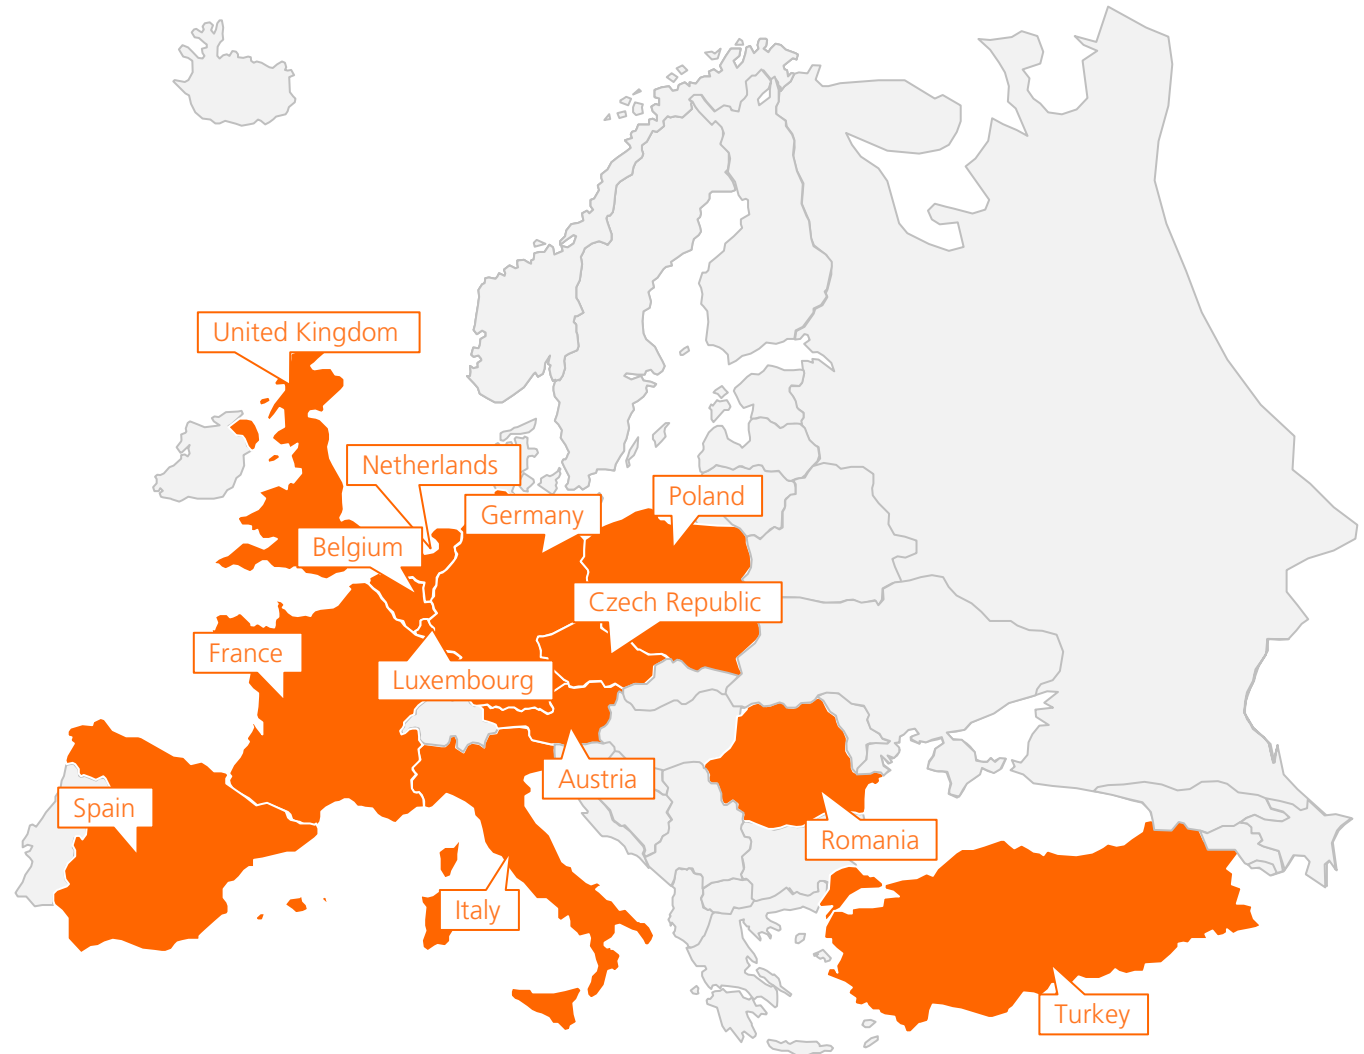 United Kingdom
Netherlands
Poland
Germany
Belgium
Czech Republic
France
Luxembourg
Austria
Spain
Romania
Italy
Turkey